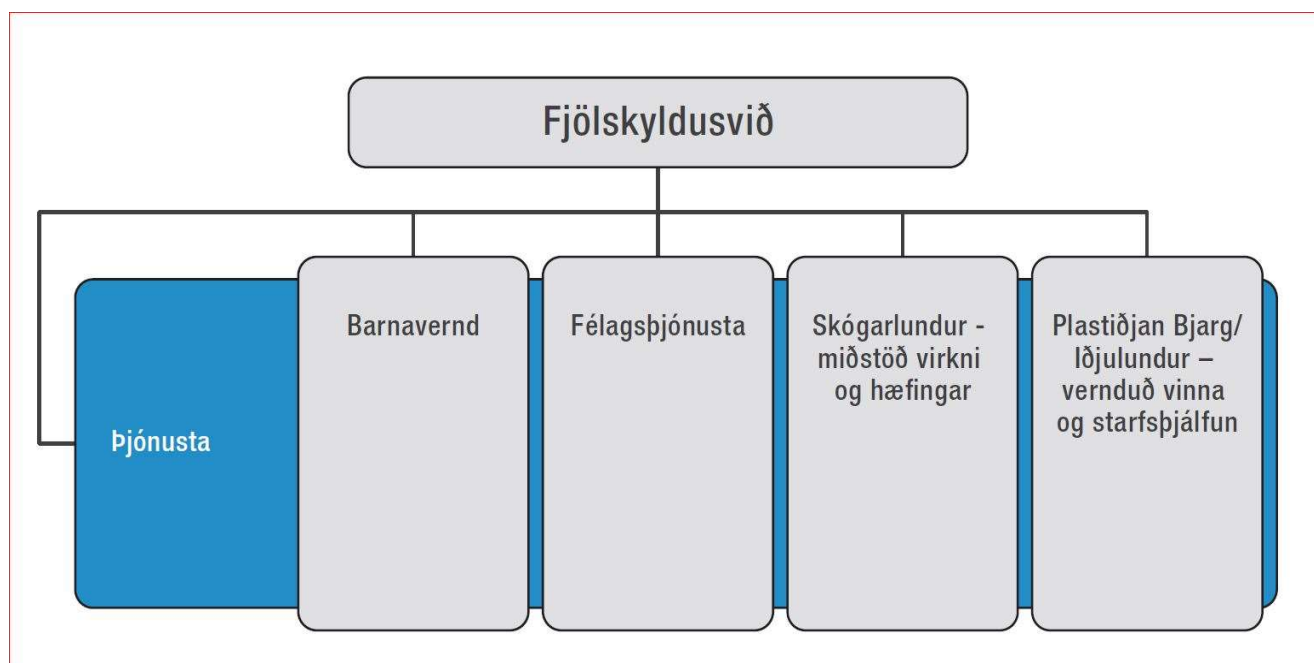 Fjölskyldusvið
Þjónusta
Barnavernd
Félagsþjónusta
Skógarlundur -
miðstöð virkni
og hæfingar
Plastiðjan Bjarg/
Iðjulundur –
vernduð vinna
og starfsþjálfun